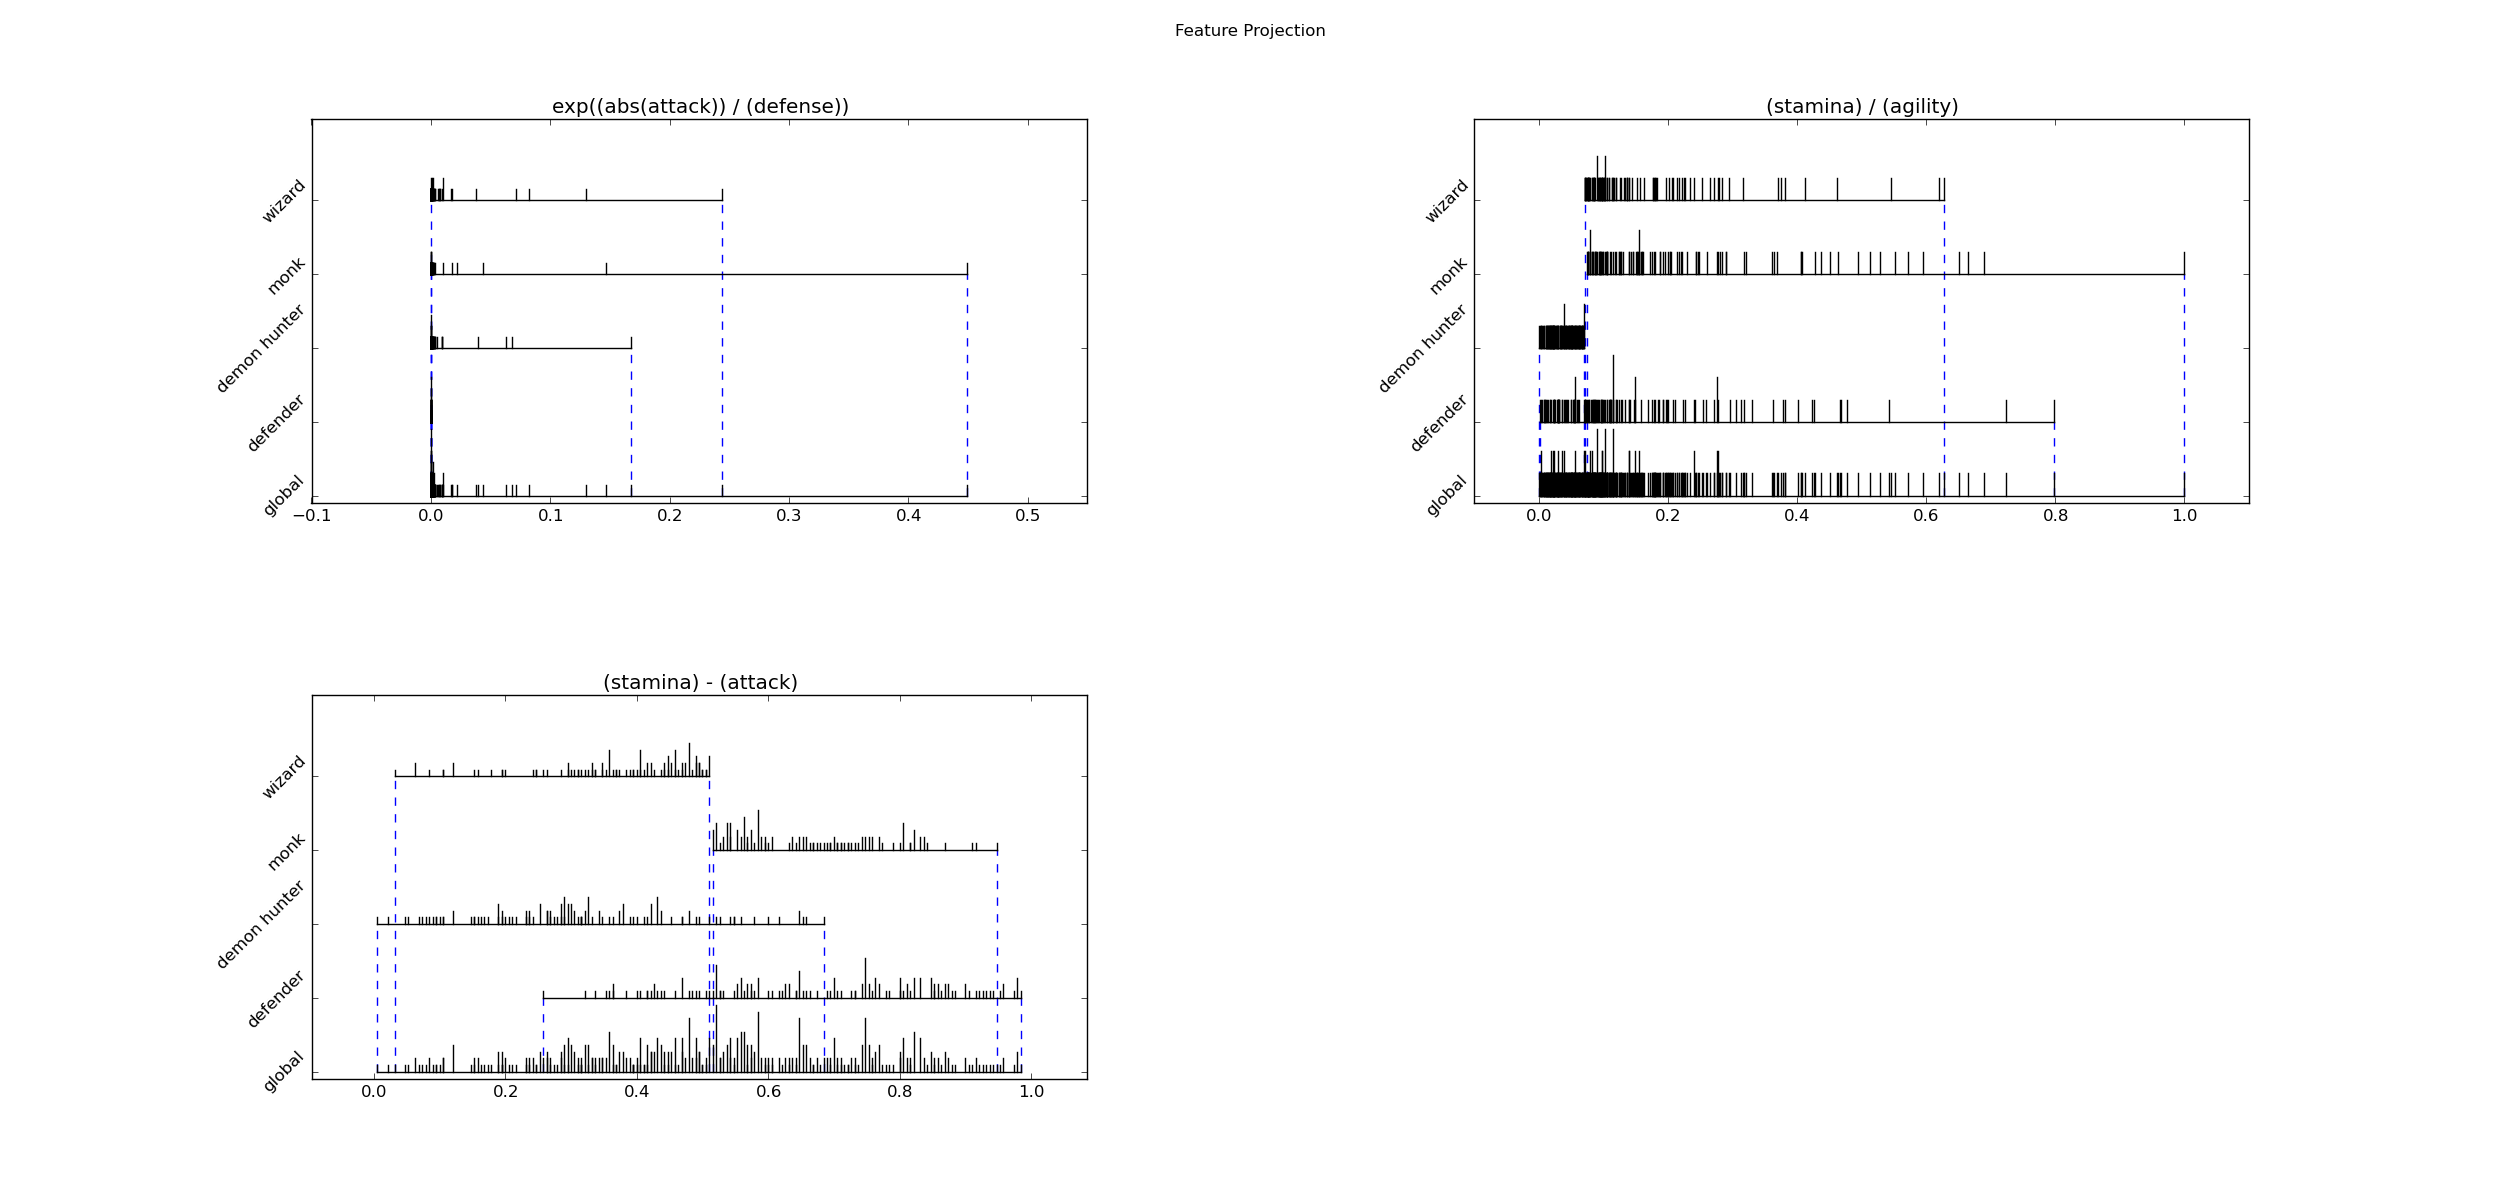 Feature Projection
exp((abs(attack)) / (defense))
wizard
monk
demon hunter
defender
global
−0.1 0.0 0.1 0.2 0.3 0.4 0.5
(stamina) / (agility)
wizard
monk
demon hunter
defender
global
0.0 0.2 0.4 0.6 0.8 1.0
(stamina) - (attack)
wizard
monk
demon hunter
defender
global
0.0 0.2 0.4 0.6 0.8 1.0